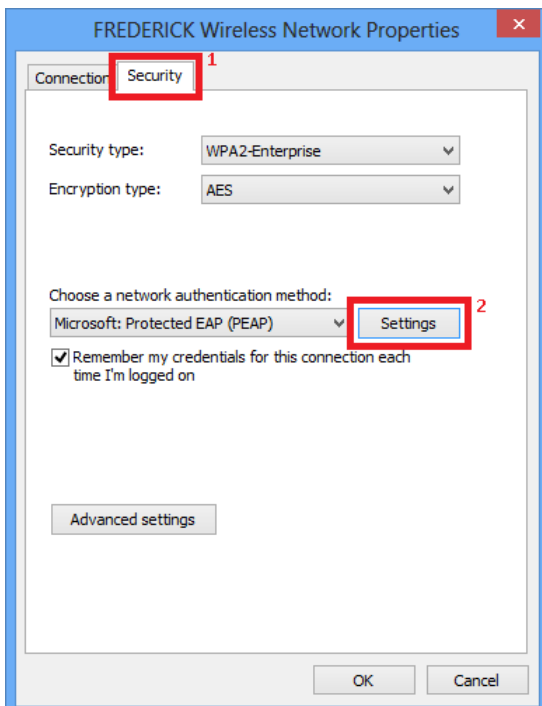 FREDERICK Wireless Network Properties
1
Connection Security
Security type: WPA2-Enterprise
Encryption type: AES
Choose a network authentication method:
Microsoft: Protected EAP (PEAP) Settings 2
Remember my credentials for this connection each
time I'm logged on
Advanced settings
OK Cancel